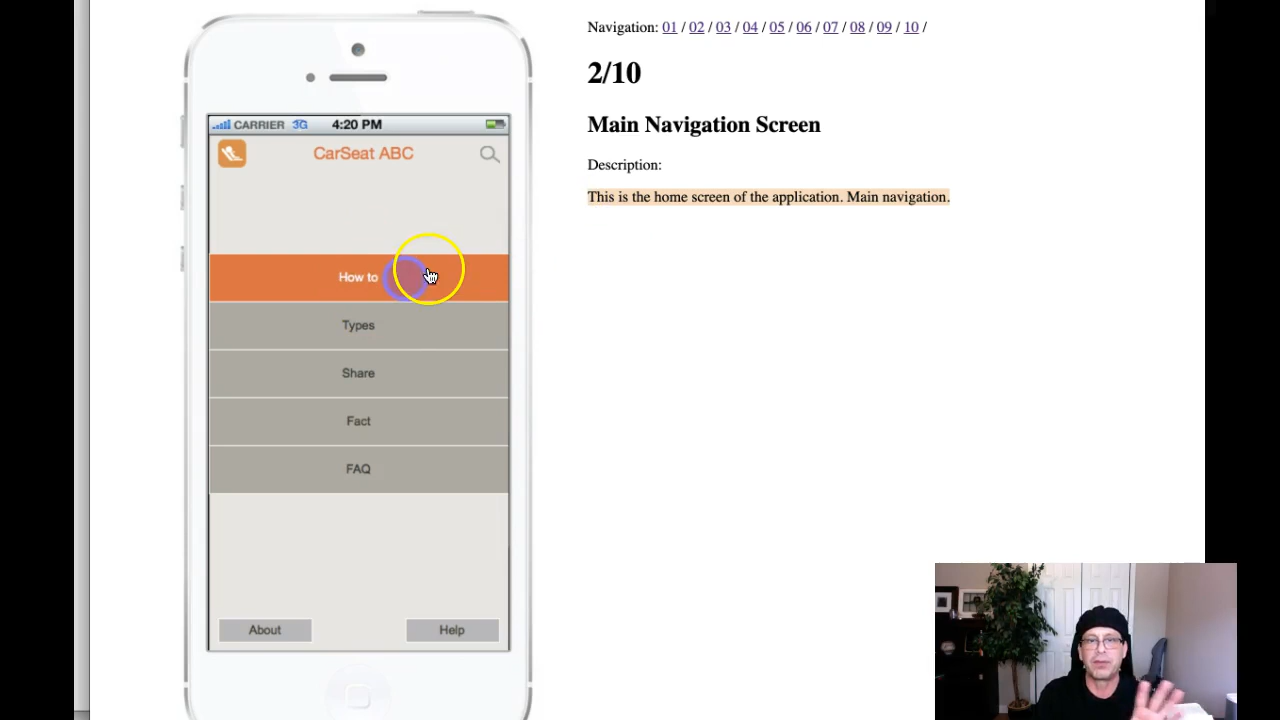 Navigation: 01 / 02 / 03 / 04 / 05 / 06 / 07 / 08 / 09 / 10 /
2/10
Main Navigation Screen
Description:
This is the home screen of the application. Main navigation.
CARRIER 3G 4:20 PM
CarSeat ABC
How to
Types
Share
Fact
FAQ
About Help